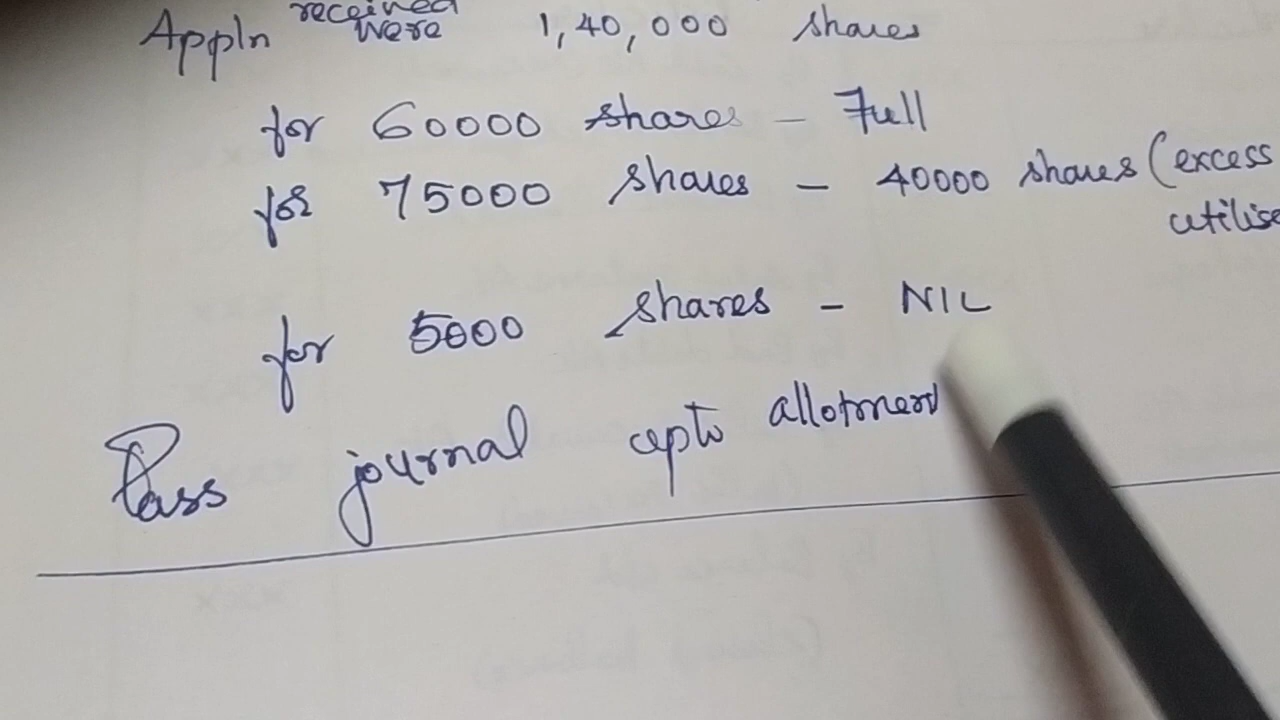 Appln received were 1,40,000 shares
for 60000 shares - Full
for 75000 shares - 40000 shares (excess
utilise
for 5000 shares - NIL
Pass journal upto allotment